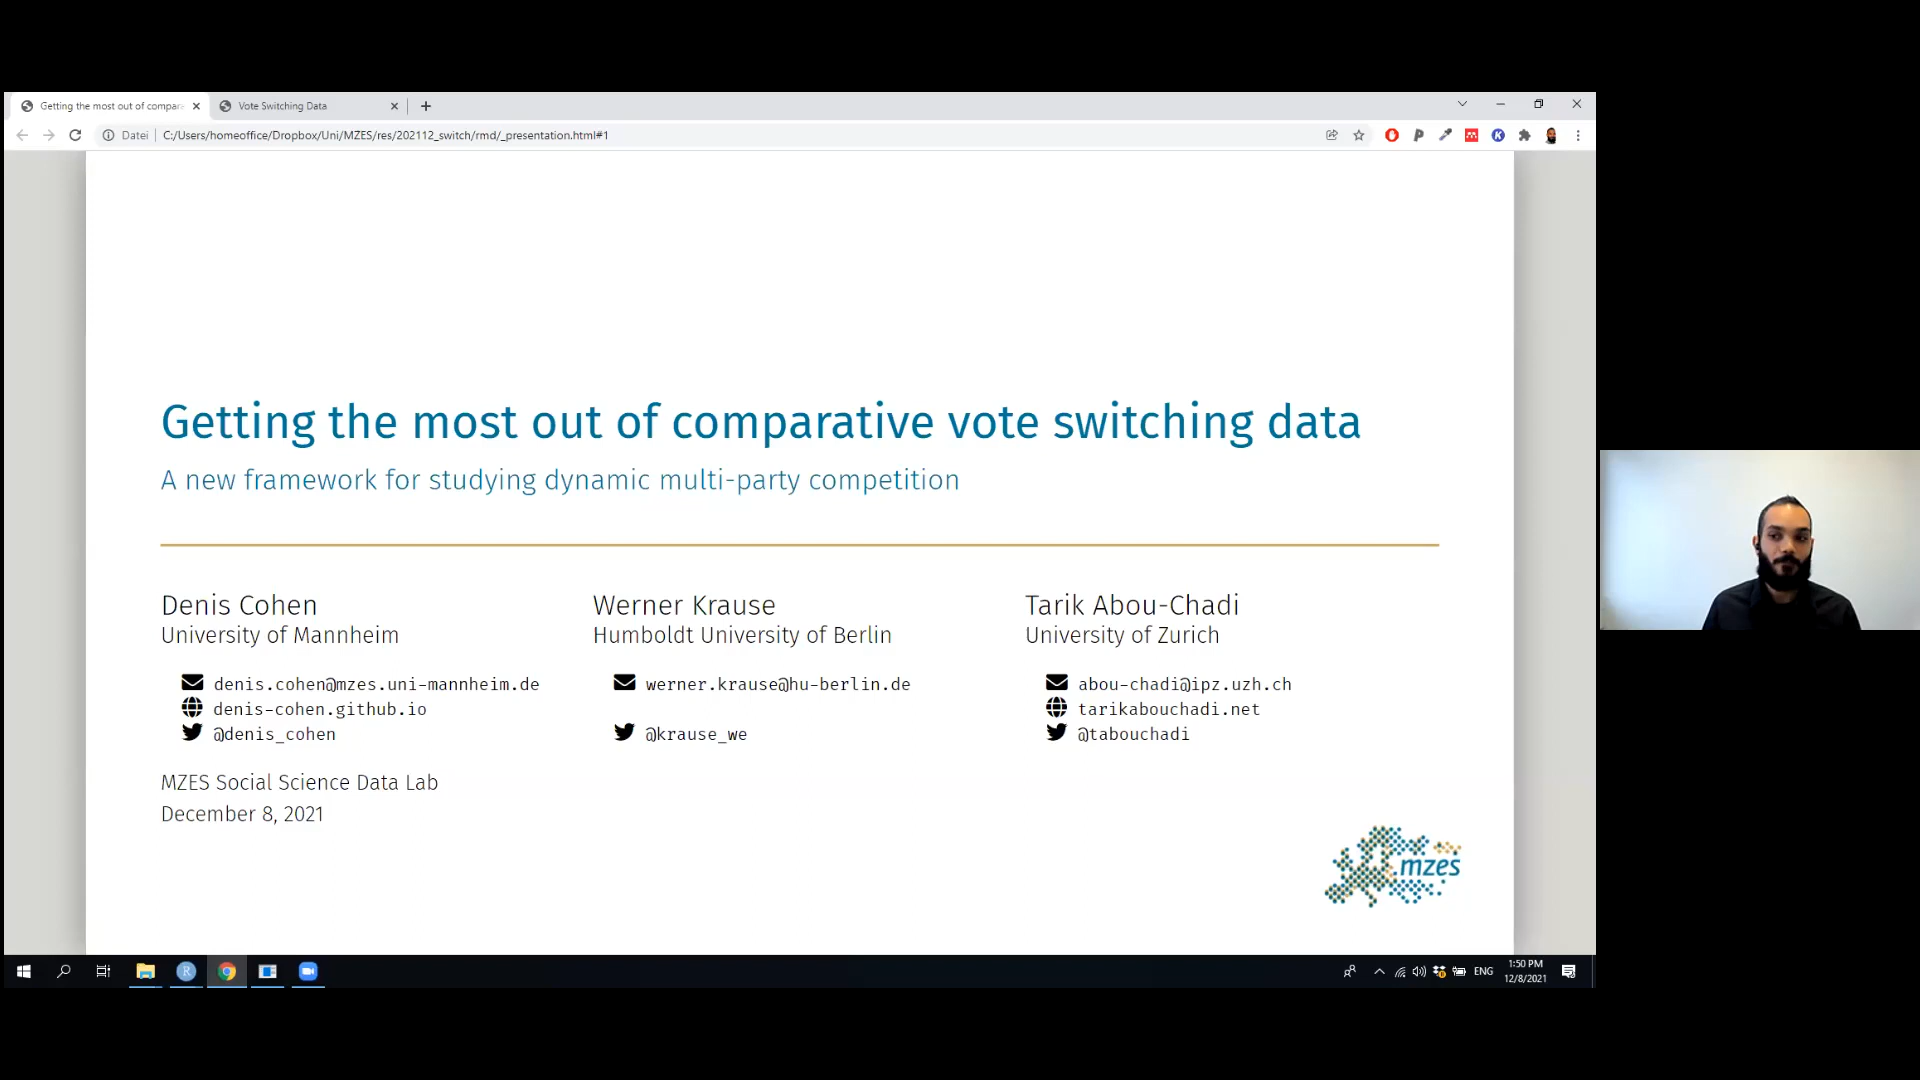 Getting the most out of compar
Vote Switching Data
Datei
C:/Users/homeoffice/Dropbox/Uni/MZES/res/202112_switch/rmd/_presentation.html#1
Getting the most out of comparative vote switching data
A new framework for studying dynamic multi-party competition
Denis Cohen
University of Mannheim
denis.cohen@mzes.uni-mannheim.de
denis-cohen.github.io
@denis_cohen
Werner Krause
Humboldt University of Berlin
werner.krause@hu-berlin.de
@krause_we
Tarik Abou-Chadi
University of Zurich
abou-chadi@ipz.uzh.ch
tarikabouchadi.net
@tabouchadi
MZES Social Science Data Lab
December 8, 2021
mzes
ENG
1:50 PM
12/8/2021